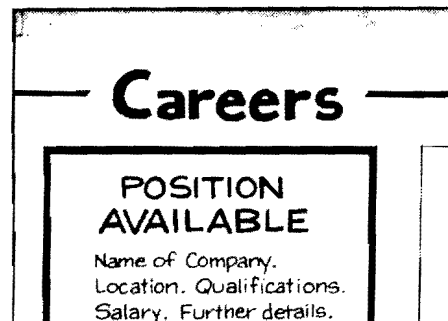 Careers
POSITION
AVAILABLE
Name of Company.
Location. Qualifications.
Salary. Further details.